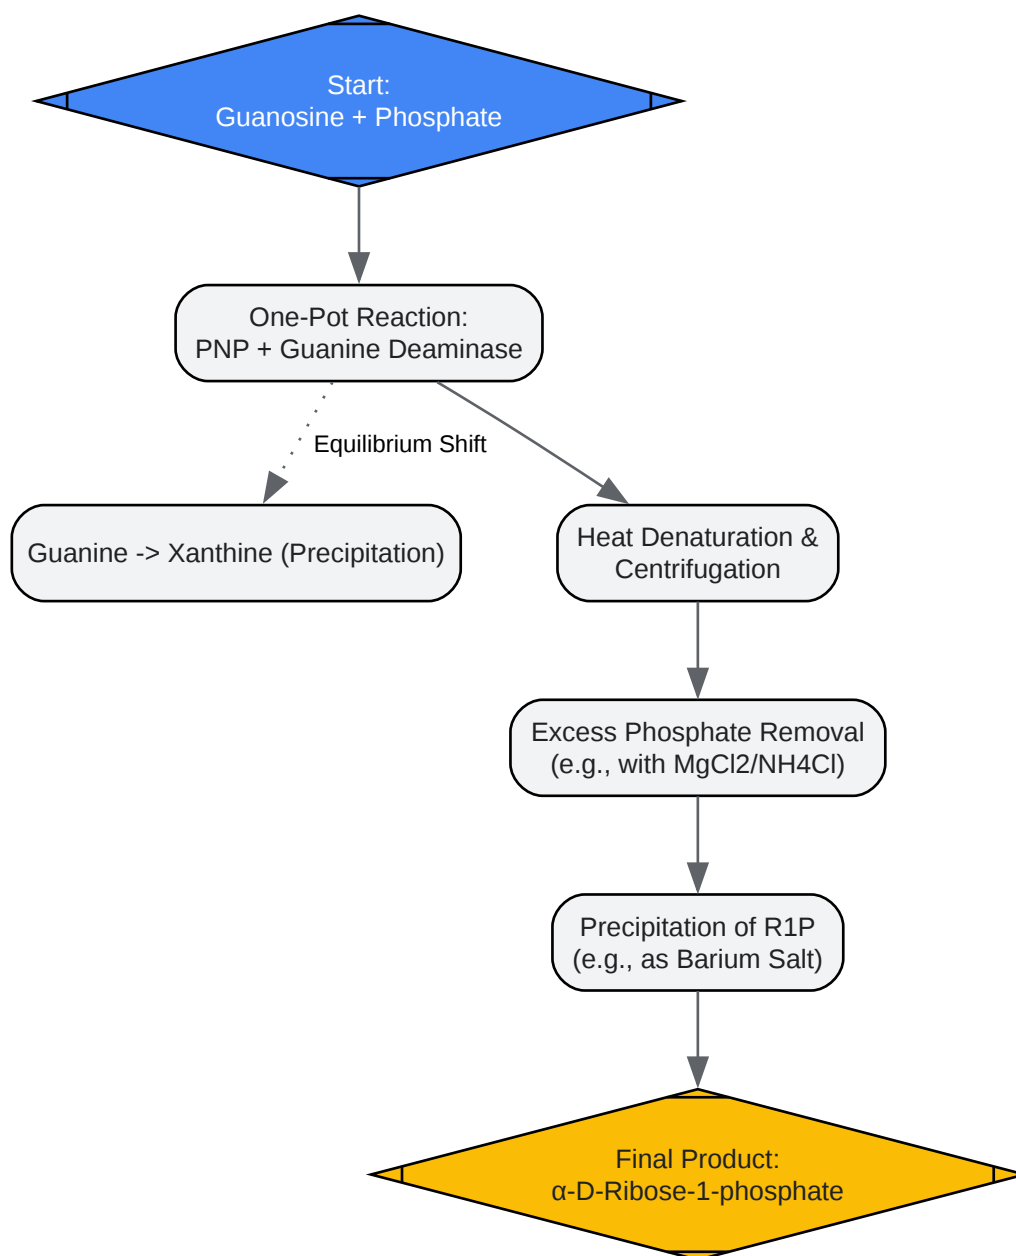 Start:
Guanosine + Phosphate
One-Pot Reaction:
PNP + Guanine Deaminase
Equilibrium Shift
Guanine -> Xanthine (Precipitation)
Heat Denaturation &
Centrifugation
Excess Phosphate Removal
(e.g., with MgCl2/NH4Cl)
Precipitation of R1P
(e.g., as Barium Salt)
Final Product:
α-D-Ribose-1-phosphate